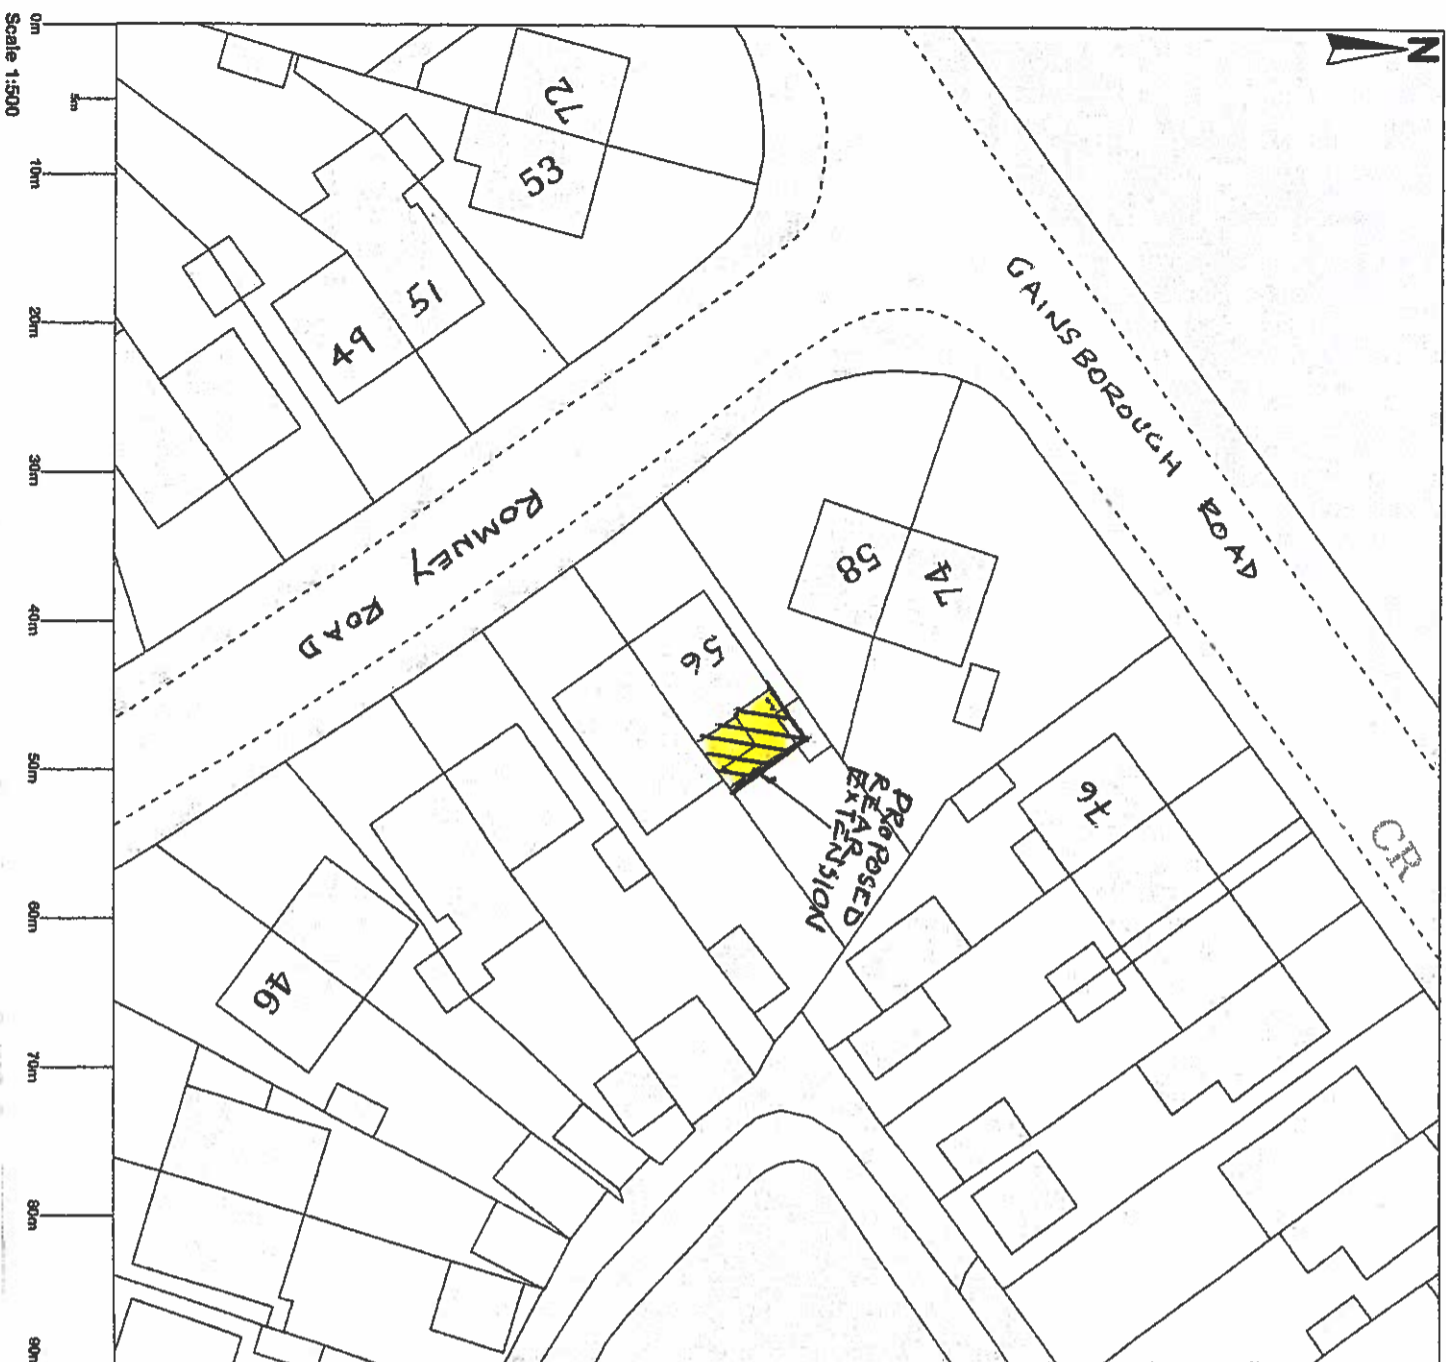 N
GAINSBOROUGH ROAD
CR
72
53
51
49
ROMNEY ROAD
58
74
56
76
PROPOSED
REAR
EXTENSION
46
0m
5m
10m
20m
30m
40m
50m
60m
70m
80m
90m
Scale 1:500